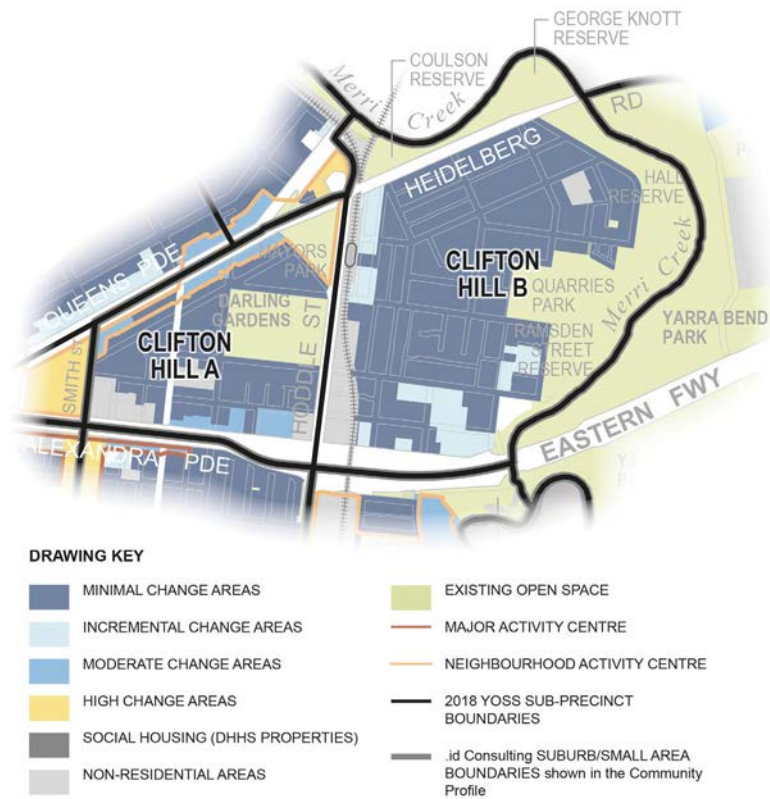 GEORGE KNOTT
RESERVE
COULSON
RESERVE
Merri
Creek
RD
HEIDELBERG
HALL
RESERVE
QUEENS PDE
MAYORS
PARK
CLIFTON
HILL B
QUARRIES
PARK
Merri Creek
DARLING
GARDENS
YARRA BEND
PARK
CLIFTON
HILL A
HODDLE ST
RAMSDEN
STREET
RESERVE
SMITH ST
EASTERN FWY
ALEXANDRA PDE
DRAWING KEY
MINIMAL CHANGE AREAS
INCREMENTAL CHANGE AREAS
MODERATE CHANGE AREAS
HIGH CHANGE AREAS
SOCIAL HOUSING (DHHS PROPERTIES)
NON-RESIDENTIAL AREAS
EXISTING OPEN SPACE
MAJOR ACTIVITY CENTRE
NEIGHBOURHOOD ACTIVITY CENTRE
2018 YOSS SUB-PRECINCT
BOUNDARIES
.id Consulting SUBURB/SMALL AREA
BOUNDARIES shown in the Community
Profile